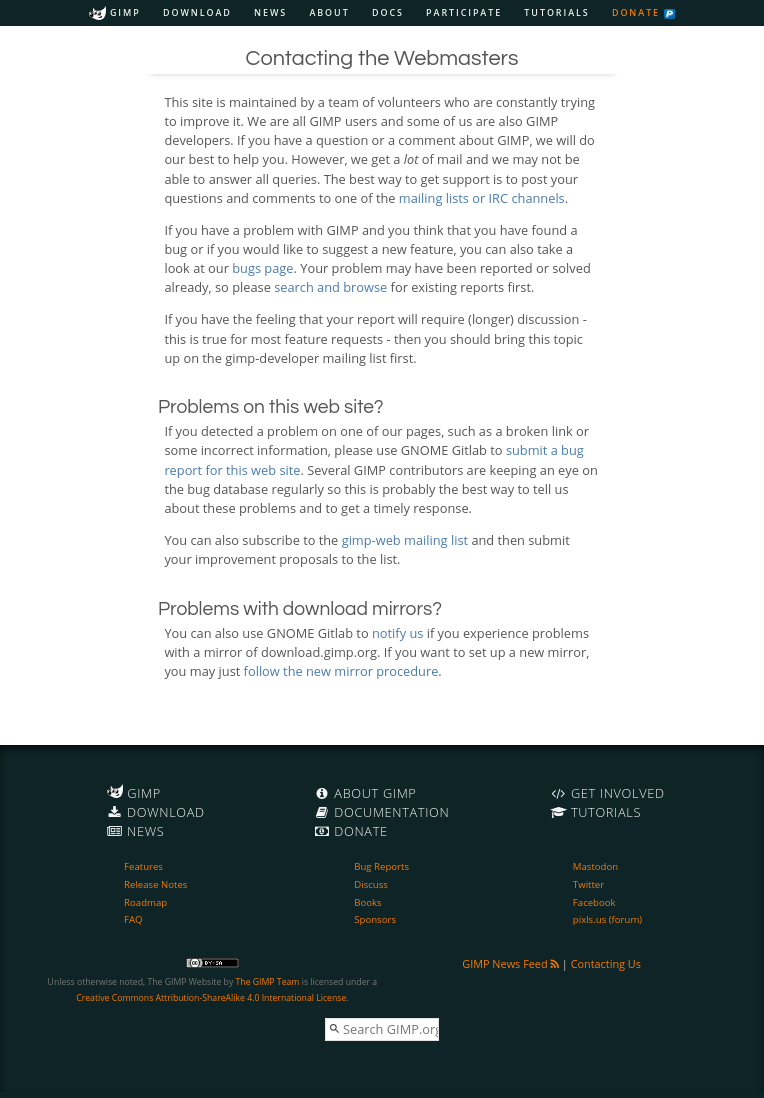 GIMP DOWNLOAD NEWS ABOUT DOCS PARTICIPATE TUTORIALS DONATE
Contacting the Webmasters
This site is maintained by a team of volunteers who are constantly trying
to improve it. We are all GIMP users and some of us are also GIMP
developers. If you have a question or a comment about GIMP, we will do
our best to help you. However, we get a lot of mail and we may not be
able to answer all queries. The best way to get support is to post your
questions and comments to one of the mailing lists or IRC channels.
If you have a problem with GIMP and you think that you have found a
bug or if you would like to suggest a new feature, you can also take a
look at our bugs page. Your problem may have been reported or solved
already, so please search and browse for existing reports first.
If you have the feeling that your report will require (longer) discussion -
this is true for most feature requests - then you should bring this topic
up on the gimp-developer mailing list first.
Problems on this web site?
If you detected a problem on one of our pages, such as a broken link or
some incorrect information, please use GNOME Gitlab to submit a bug
report for this web site. Several GIMP contributors are keeping an eye on
the bug database regularly so this is probably the best way to tell us
about these problems and to get a timely response.
You can also subscribe to the gimp-web mailing list and then submit
your improvement proposals to the list.
Problems with download mirrors?
You can also use GNOME Gitlab to notify us if you experience problems
with a mirror of download.gimp.org. If you want to set up a new mirror,
you may just follow the new mirror procedure.
GIMP
DOWNLOAD
NEWS
ABOUT GIMP
DOCUMENTATION
DONATE
GET INVOLVED
TUTORIALS
Features
Release Notes
Roadmap
FAQ
Bug Reports
Discuss
Books
Sponsors
Mastodon
Twitter
Facebook
pixls.us (forum)
cc BY-SA
Unless otherwise noted, The GIMP Website by The GIMP Team is licensed under a
Creative Commons Attribution-ShareAlike 4.0 International License.
GIMP News Feed | Contacting Us
Search GIMP.org